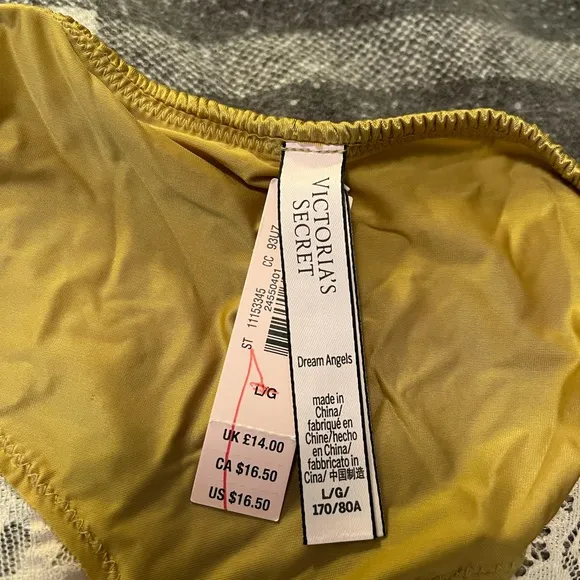 VICTORIA'S
SECRET
Dream Angels
made in
China/
fabriqué en
Chine/hecho
en China/
fabbricato in
Cina/ 中国制造
L/G/
170/80A
ST 11153345 CC 93U7
24550401
L/G
UK £14.00
CA $16.50
US $16.50